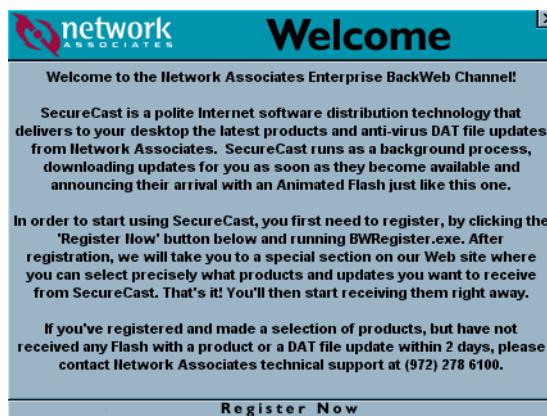 network
ASSOCIATES
Welcome
Welcome to the Network Associates Enterprise BackWeb Channel!
SecureCast is a polite Internet software distribution technology that
delivers to your desktop the latest products and anti-virus DAT file updates
from Network Associates. SecureCast runs as a background process,
downloading updates for you as soon as they become available and
announcing their arrival with an Animated Flash just like this one.
In order to start using SecureCast, you first need to register, by clicking the
'Register Now' button below and running BWRegister.exe. After
registration, we will take you to a special section on our Web site where
you can select precisely what products and updates you want to receive
from SecureCast. That's it! You'll then start receiving them right away.
If you've registered and made a selection of products, but have not
received any Flash with a product or a DAT file update within 2 days, please
contact Network Associates technical support at (972) 278 6100.
Register Now